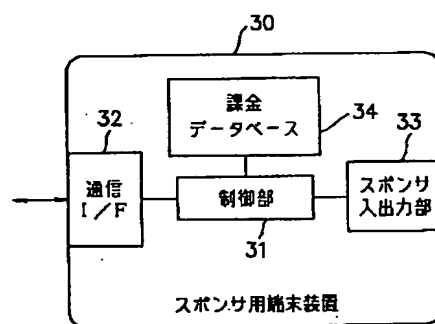 30
課金
データベース
34
32
33
通信
I/F
制御部
スポンサ
入出力部
31
スポンサ用端末装置